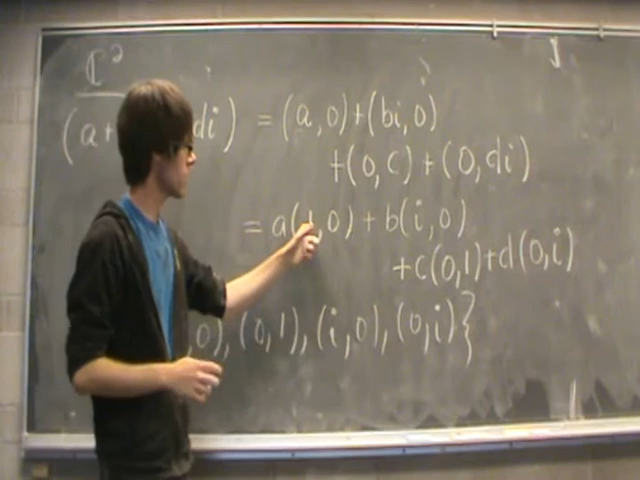 ℂ²
(a+ di) = (a,0)+(bi,0)
+(0,c)+(0,di)
= a(1,0)+b(i,0)
+c(0,1)+d(0,i)
,0),(0,1),(i,0),(0,i)}